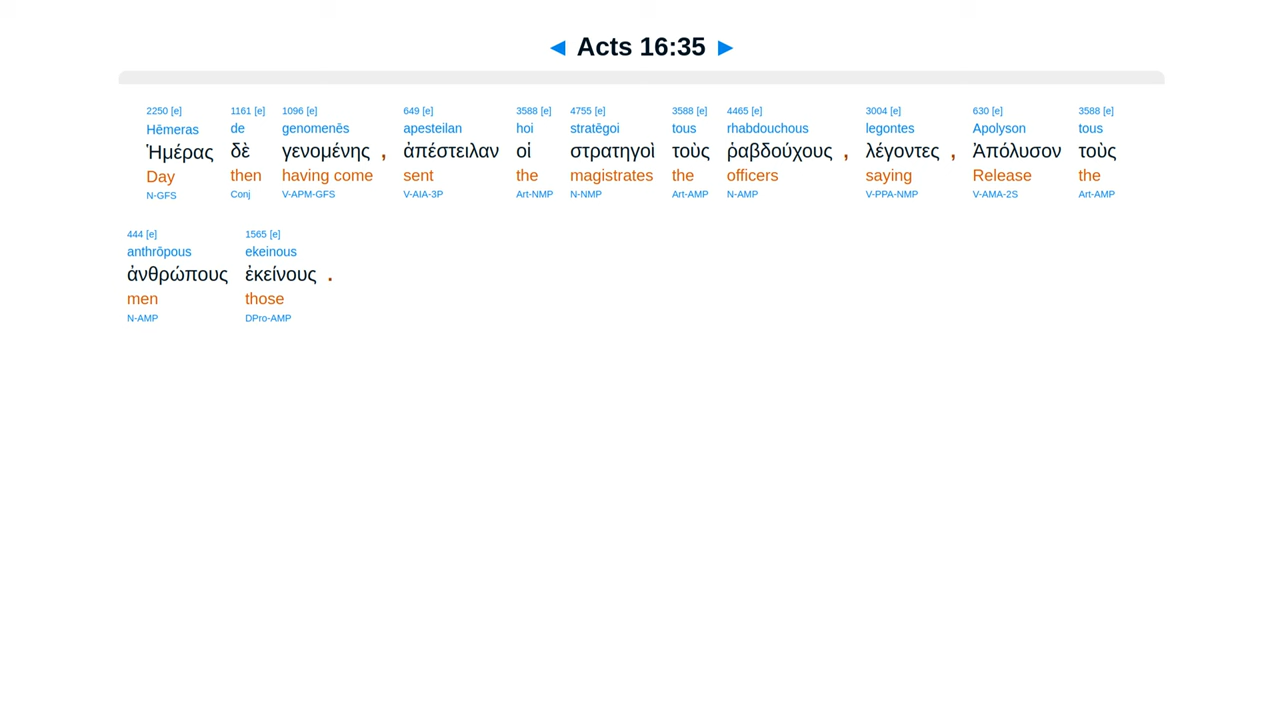 ◄ Acts 16:35 ►
2250 [e] 1161 [e] 1096 [e] 649 [e] 3588 [e] 4755 [e] 3588 [e] 4465 [e] 3004 [e] 630 [e] 3588 [e]
Hēmeras de genomenēs apesteilan hoi stratēgoi tous rhabdouchous legontes Apolyson tous
Ἡμέρας δὲ γενομένης , ἀπέστειλαν οἱ στρατηγοὶ τοὺς ῥαβδούχους , λέγοντες , Ἀπόλυσον τοὺς
Day then having come sent the magistrates the officers saying Release the
N-GFS Conj V-APM-GFS V-AIA-3P Art-NMP N-NMP Art-AMP N-AMP V-PPA-NMP V-AMA-2S Art-AMP
444 [e] 1565 [e]
anthrōpous ekeinous
ἀνθρώπους ἐκείνους .
men those
N-AMP DPro-AMP